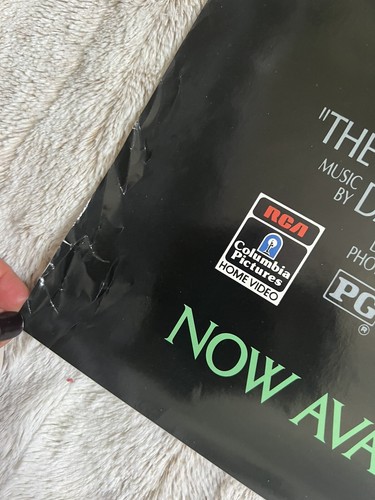 "THE
MUSIC
BY
RCA
Columbia
Pictures
HOME VIDEO
PHO
PG
®
NOW AVA